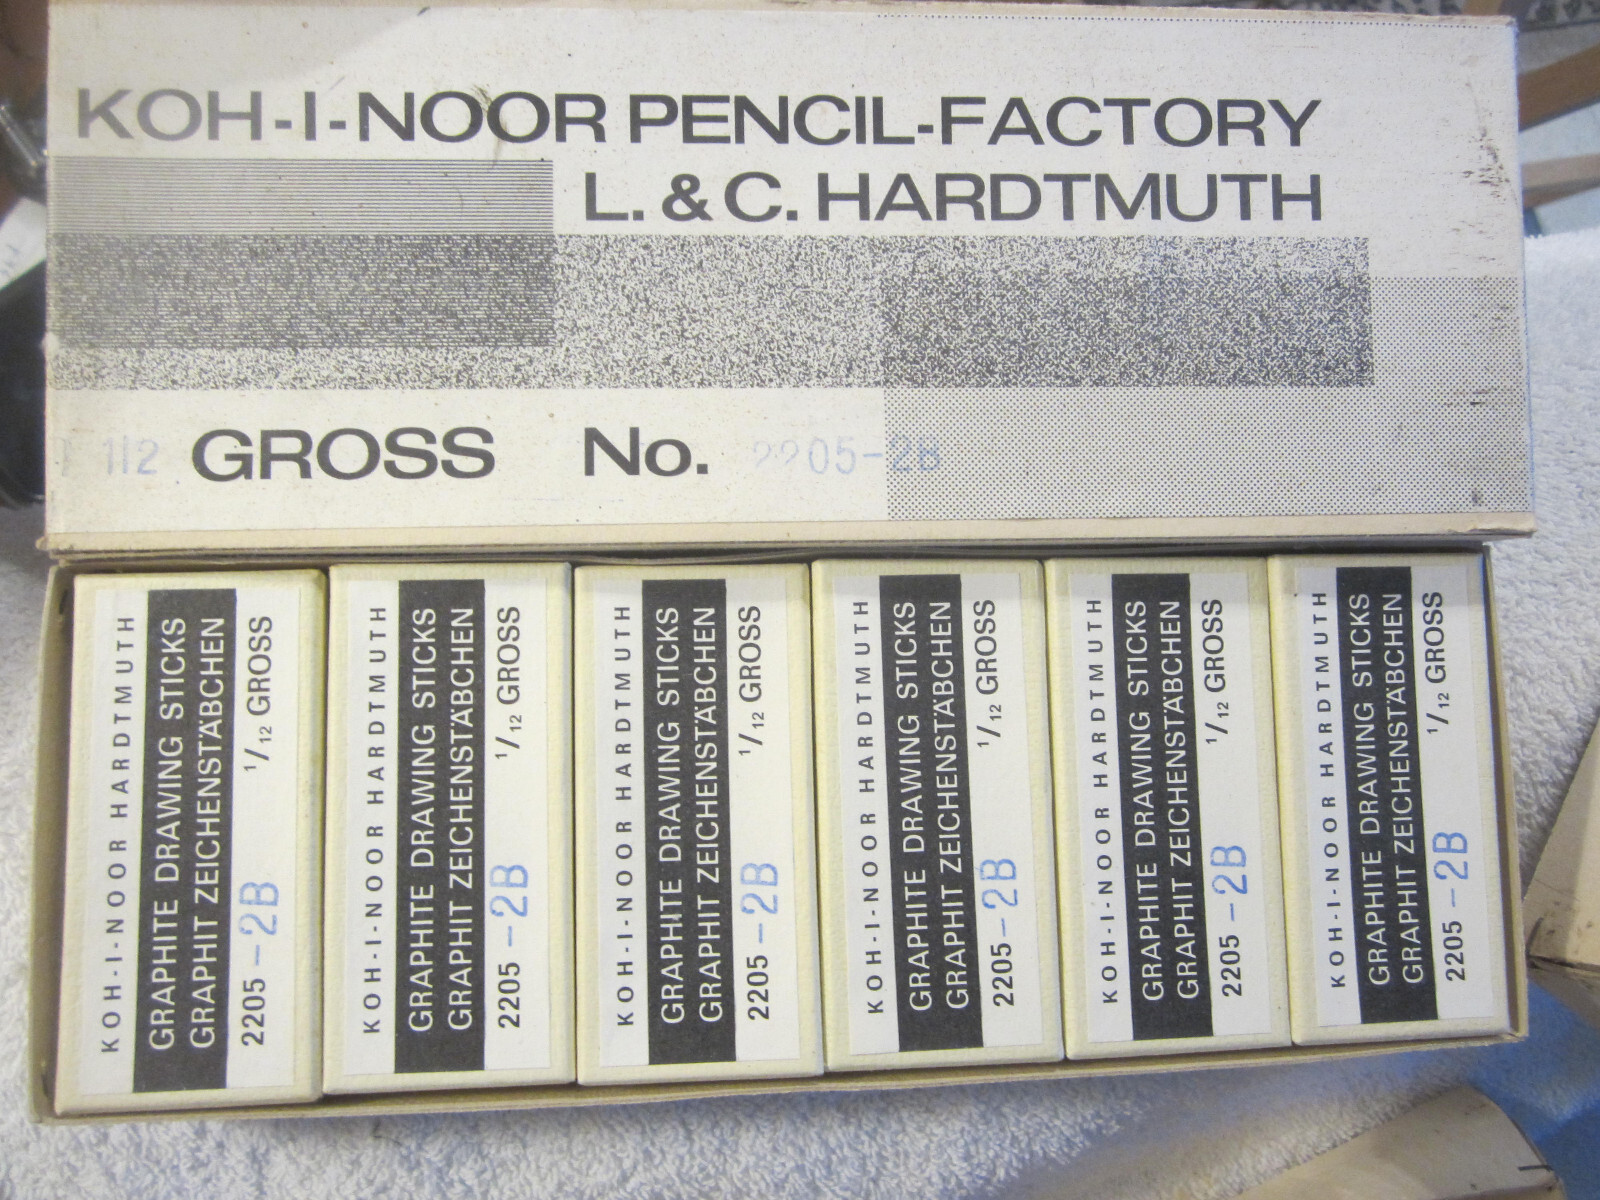 KOH-I-NOOR PENCIL-FACTORY
L. & C. HARDTMUTH
1/2 GROSS No. 2205-2B
KOH-I-NOOR HARDTMUTH
GRAPHITE DRAWING STICKS
GRAPHIT ZEICHENSTÄBCHEN
2205-2B 1/12 GROSS
KOH-I-NOOR HARDTMUTH
GRAPHITE DRAWING STICKS
GRAPHIT ZEICHENSTÄBCHEN
2205-2B 1/12 GROSS
KOH-I-NOOR HARDTMUTH
GRAPHITE DRAWING STICKS
GRAPHIT ZEICHENSTÄBCHEN
2205-2B 1/12 GROSS
KOH-I-NOOR HARDTMUTH
GRAPHITE DRAWING STICKS
GRAPHIT ZEICHENSTÄBCHEN
2205-2B 1/12 GROSS
KOH-I-NOOR HARDTMUTH
GRAPHITE DRAWING STICKS
GRAPHIT ZEICHENSTÄBCHEN
2205-2B 1/12 GROSS
KOH-I-NOOR HARDTMUTH
GRAPHITE DRAWING STICKS
GRAPHIT ZEICHENSTÄBCHEN
2205-2B 1/12 GROSS